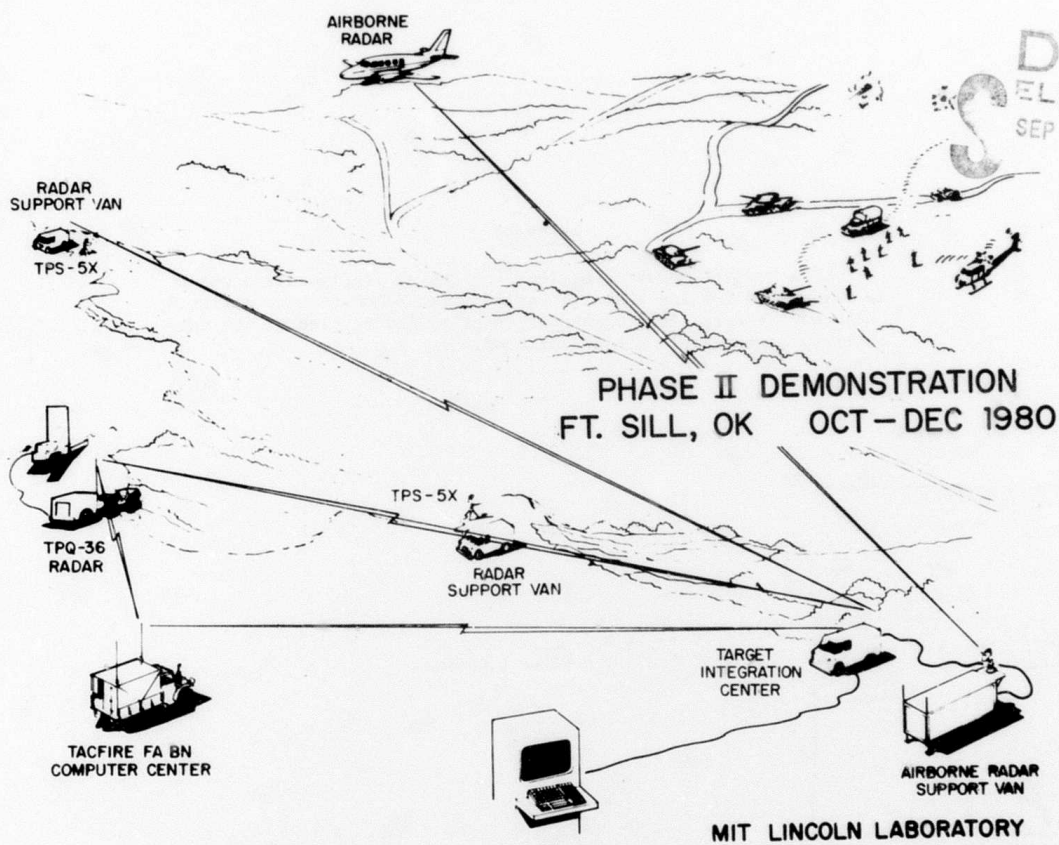 AIRBORNE
RADAR
D
EL
S
SEP
RADAR
SUPPORT VAN
TPS-5X
PHASE II DEMONSTRATION
FT. SILL, OK OCT-DEC 1980
TPS-5X
TPQ-36
RADAR
RADAR
SUPPORT VAN
TARGET
INTEGRATION
CENTER
TACFIRE FA BN
COMPUTER CENTER
AIRBORNE RADAR
SUPPORT VAN
MIT LINCOLN LABORATORY